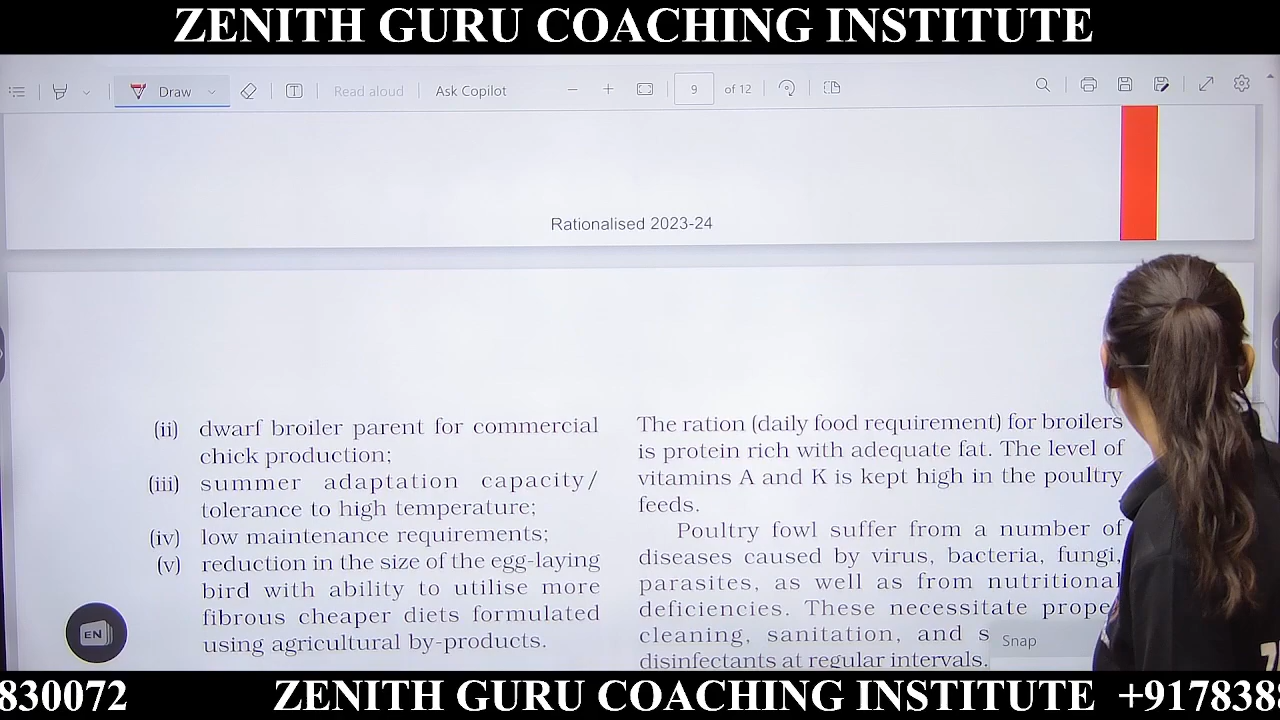 ZENITH GURU COACHING INSTITUTE
Draw
Read aloud
Ask Copilot
9 of 12
Rationalised 2023-24
(ii) dwarf broiler parent for commercial
chick production;
(iii) summer adaptation capacity/
tolerance to high temperature;
(iv) low maintenance requirements;
(v) reduction in the size of the egg-laying
bird with ability to utilise more
fibrous cheaper diets formulated
using agricultural by-products.
The ration (daily food requirement) for broilers
is protein rich with adequate fat. The level of
vitamins A and K is kept high in the poultry
feeds.
Poultry fowl suffer from a number of
diseases caused by virus, bacteria, fungi,
parasites, as well as from nutritional
deficiencies. These necessitate prope
cleaning, sanitation, and s
disinfectants at regular intervals.
Snap
EN
830072 ZENITH GURU COACHING INSTITUTE +91783